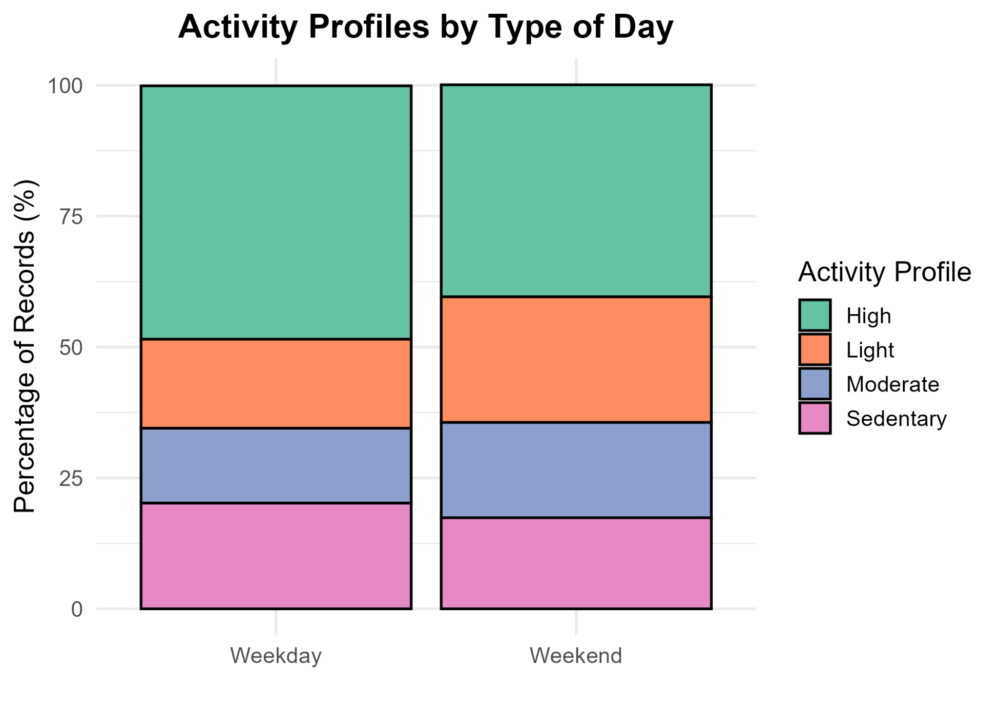 Activity Profiles by Type of Day
Percentage of Records (%)
100
75
50
25
0
Weekday
Weekend
Activity Profile
High
Light
Moderate
Sedentary